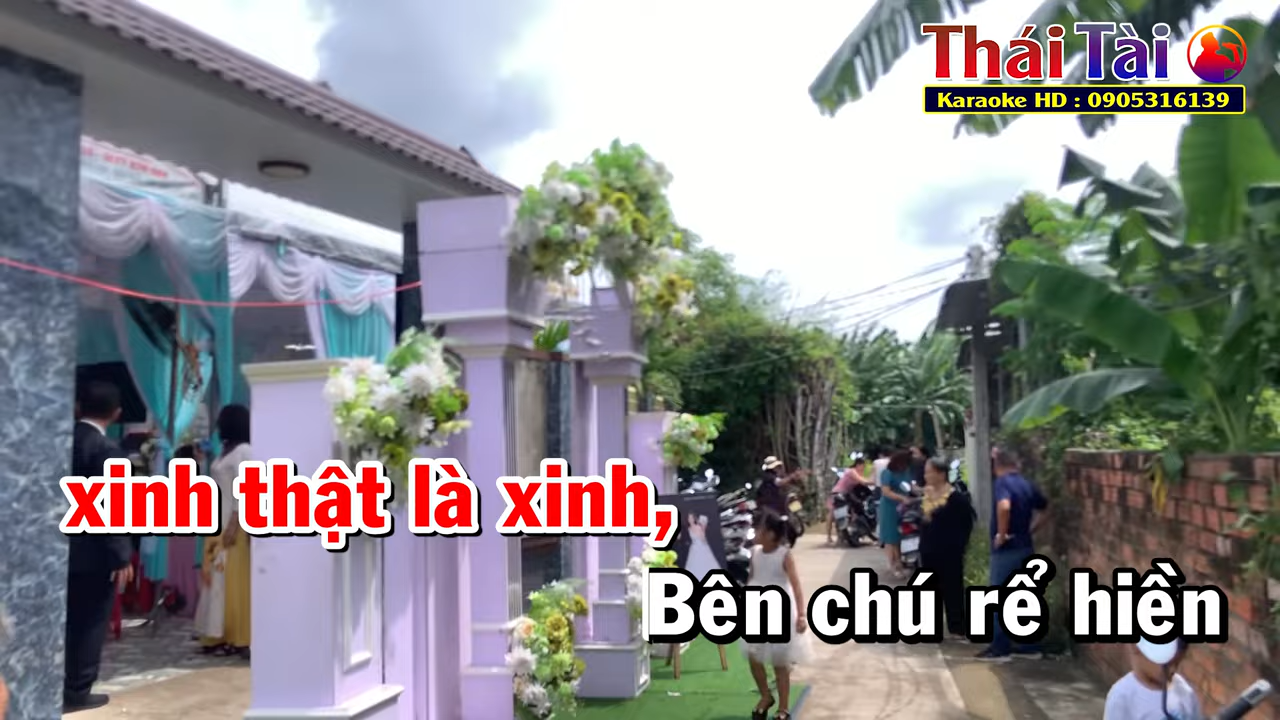 Thái Tài
Karaoke HD : 0905316139
xinh thật là xinh,
Bên chú rể hiền